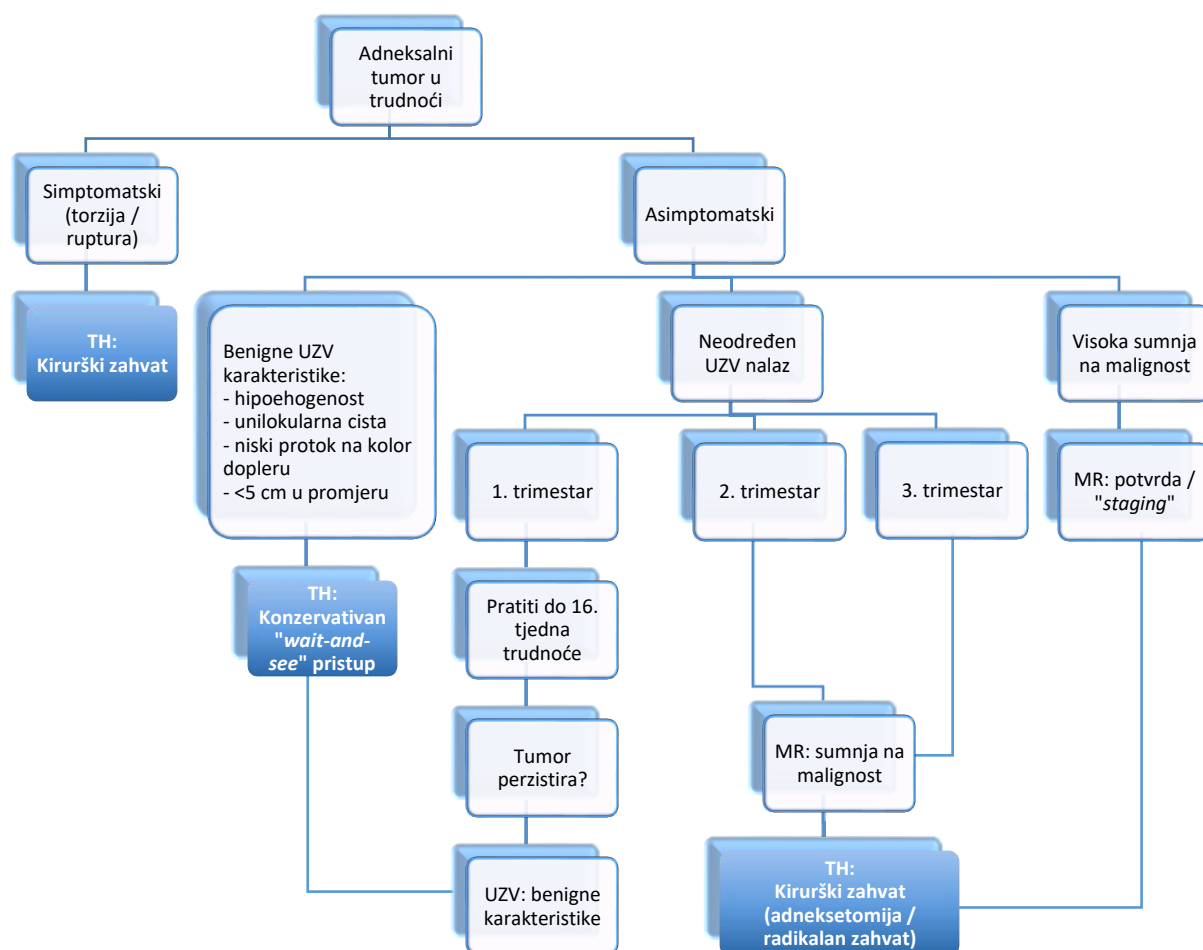 Adneksalni
tumor u
trudnoći
Simptomatski
(torzija /
ruptura)
Asimptomatski
TH:
Kirurški zahvat
Benigne UZV
karakteristike:
- hipoehogenost
- unilokularna cista
- niski protok na kolor
dopleru
- <5 cm u promjeru
Neodređen
UZV nalaz
Visoka sumnja
na malignost
1. trimestar
2. trimestar
3. trimestar
MR: potvrda /
"staging"
TH:
Konzervativan
"wait-and-
see" pristup
Pratiti do 16.
tjedna
trudnoće
Tumor
perzistira?
MR: sumnja na
malignost
UZV: benigne
karakteristike
TH:
Kirurški zahvat
(adneksetomija /
radikalan zahvat)